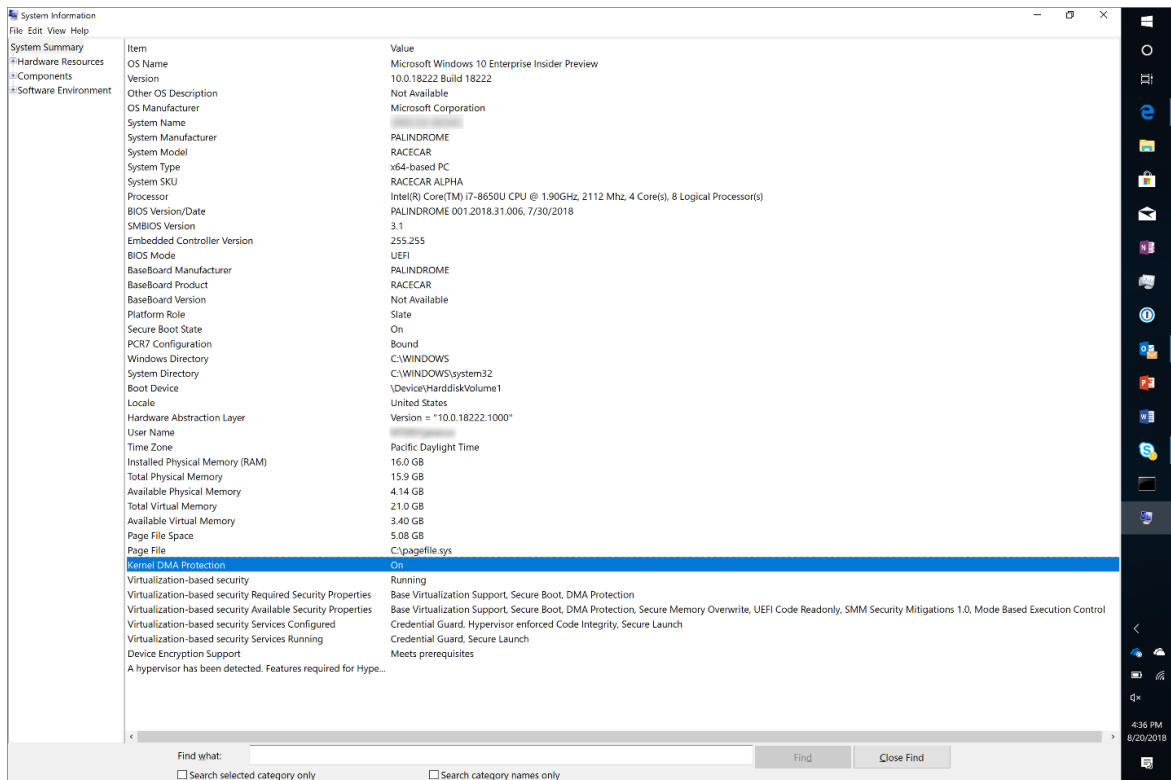 System Information
File Edit View Help
System Summary
Hardware Resources
Components
Software Environment
Item Value
OS Name Microsoft Windows 10 Enterprise Insider Preview
Version 10.0.18222 Build 18222
Other OS Description Not Available
OS Manufacturer Microsoft Corporation
System Name
System Manufacturer PALINDROME
System Model RACECAR
System Type x64-based PC
System SKU RACECAR ALPHA
Processor Intel(R) Core(TM) i7-8650U CPU @ 1.90GHz, 2112 Mhz, 4 Core(s), 8 Logical Processor(s)
BIOS Version/Date PALINDROME 001.2018.31.006, 7/30/2018
SMBIOS Version 3.1
Embedded Controller Version 255.255
BIOS Mode UEFI
BaseBoard Manufacturer PALINDROME
BaseBoard Product RACECAR
BaseBoard Version Not Available
Platform Role Slate
Secure Boot State On
PCR7 Configuration Bound
Windows Directory C:\WINDOWS
System Directory C:\WINDOWS\system32
Boot Device \Device\HarddiskVolume1
Locale United States
Hardware Abstraction Layer Version = "10.0.18222.1000"
User Name
Time Zone Pacific Daylight Time
Installed Physical Memory (RAM) 16.0 GB
Total Physical Memory 15.9 GB
Available Physical Memory 4.14 GB
Total Virtual Memory 21.0 GB
Available Virtual Memory 3.40 GB
Page File Space 5.08 GB
Page File C:\pagefile.sys
Kernel DMA Protection On
Virtualization-based security Running
Virtualization-based security Required Security Properties Base Virtualization Support, Secure Boot, DMA Protection
Virtualization-based security Available Security Properties Base Virtualization Support, Secure Boot, DMA Protection, Secure Memory Overwrite, UEFI Code Readonly, SMM Security Mitigations 1.0, Mode Based Execution Control
Virtualization-based security Services Configured Credential Guard, Hypervisor enforced Code Integrity, Secure Launch
Virtualization-based security Services Running Credential Guard, Secure Launch
Device Encryption Support Meets prerequisites
A hypervisor has been detected. Features required for Hype...
Find what: Find Close Find
Search selected category only Search category names only
4:36 PM
8/20/2018